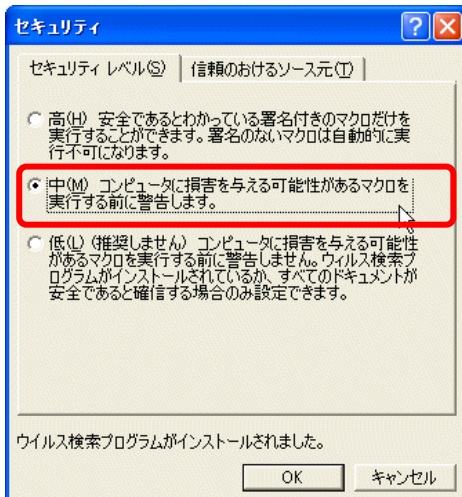 セキュリティ
セキュリティ レベル(S)
信頼のおけるソース元(T)
高(H) 安全であるとわかっている署名付きのマクロだけを
実行することができます。署名のないマクロは自動的に実
行不可になります。
中(M) コンピュータに損害を与える可能性があるマクロを
実行する前に警告します。
低(L) (推奨しません) コンピュータに損害を与える可能性
があるマクロを実行する前に警告しません。ウィルス検索プ
ログラムがインストールされているか、すべてのドキュメントが
安全であると確信する場合のみ設定できます。
ウイルス検索プログラムがインストールされました。
OK
キャンセル